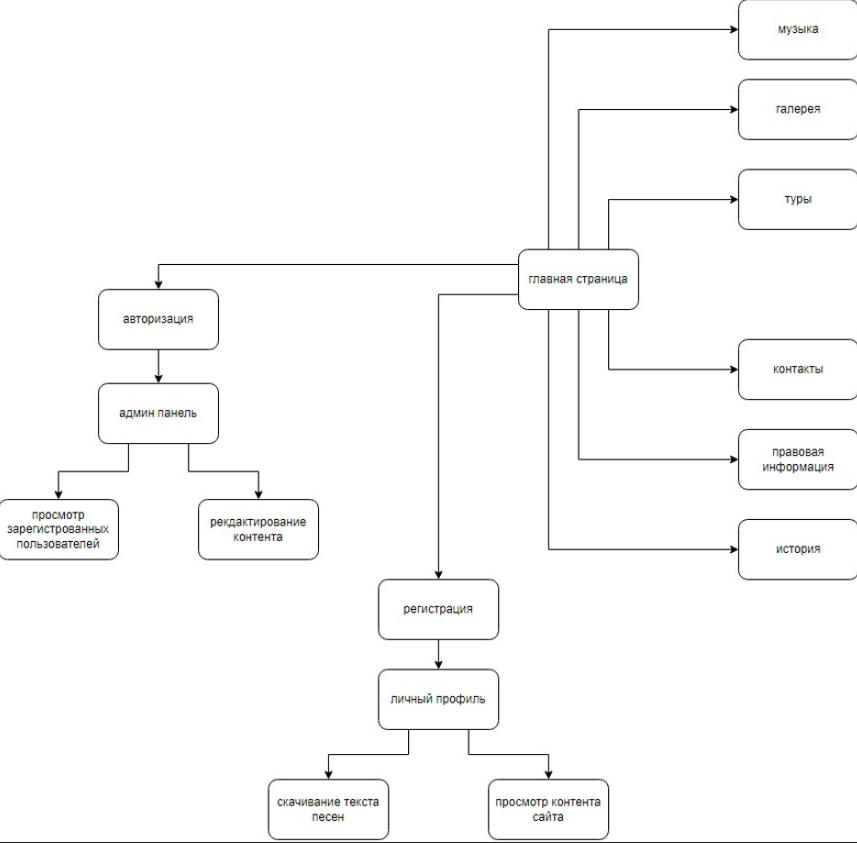 музыка
галерея
туры
главная страница
авторизация
контакты
админ панель
правовая
информация
просмотр
зарегистрованных
пользователей
рекдактирование
контента
история
регистрация
личный профиль
скачивание текста
песен
просмотр контента
сайта